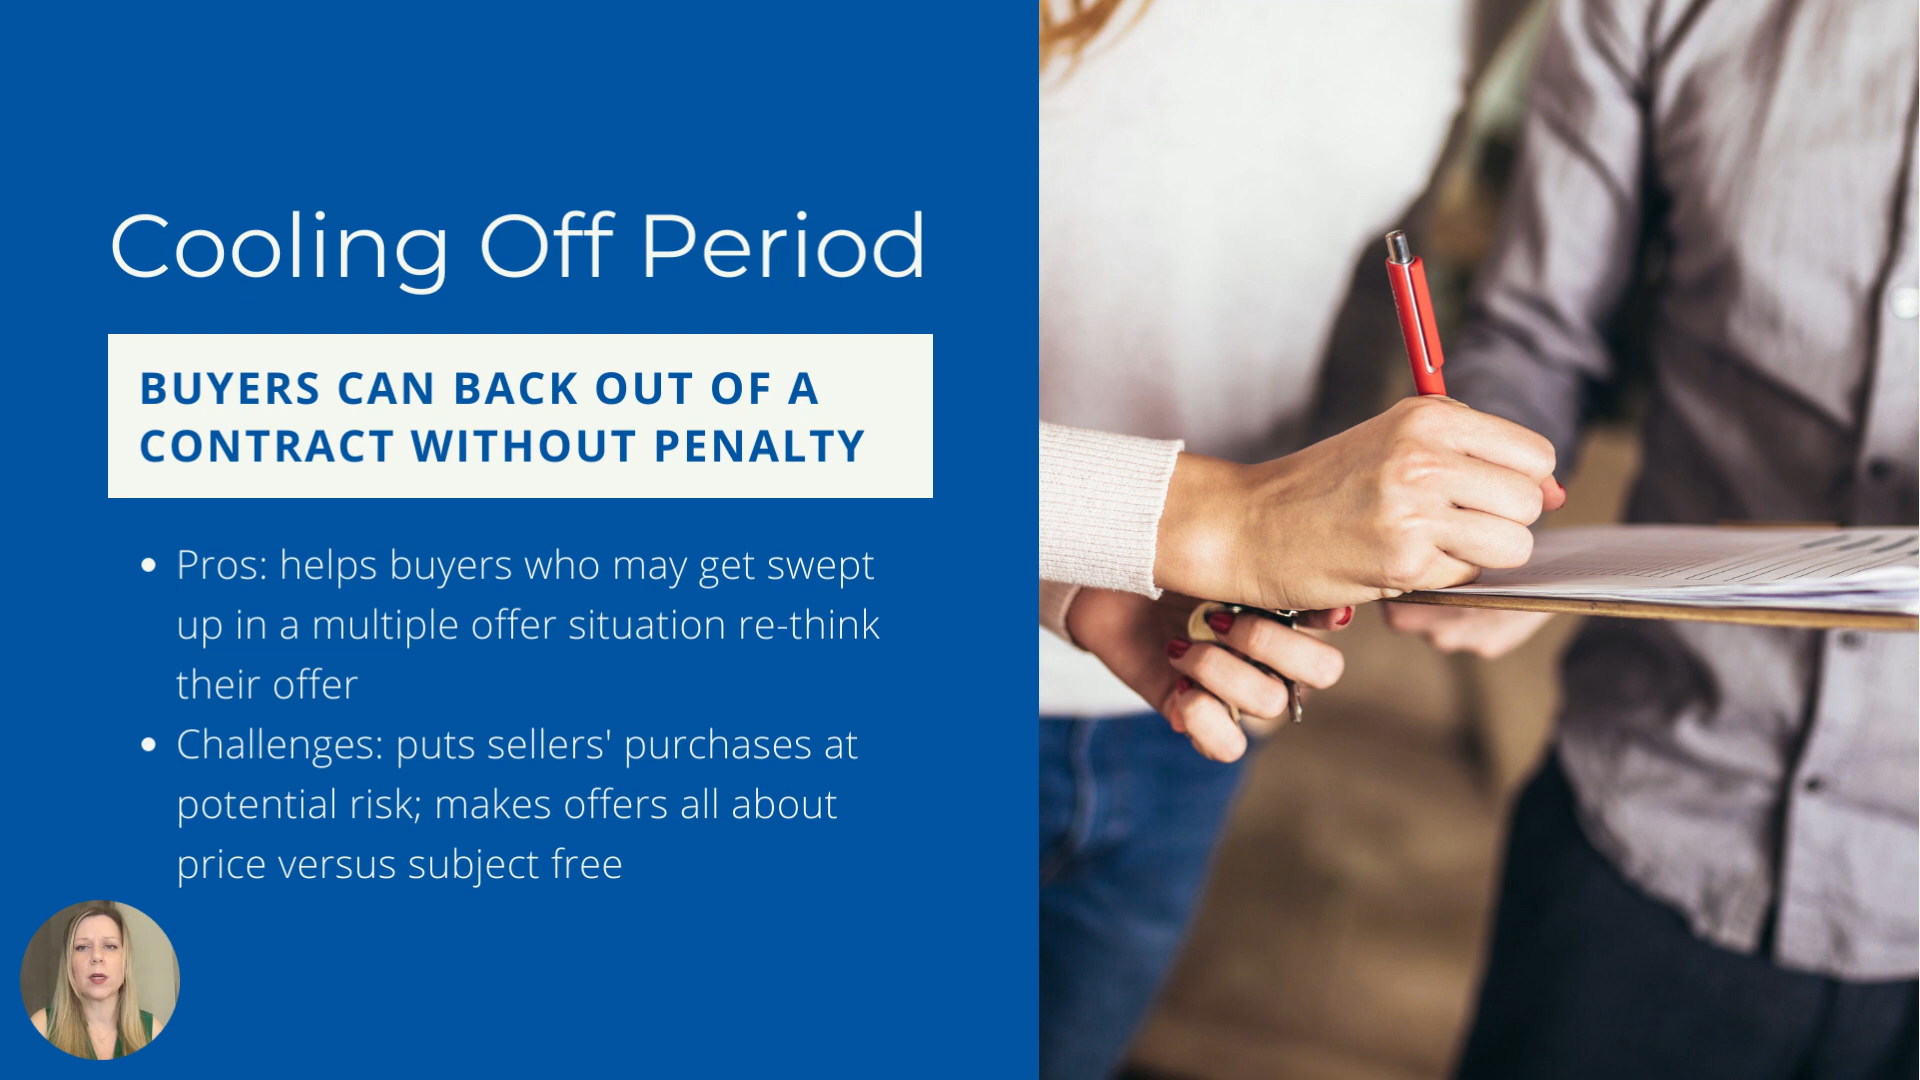 Cooling Off Period
BUYERS CAN BACK OUT OF A
CONTRACT WITHOUT PENALTY
• Pros: helps buyers who may get swept
up in a multiple offer situation re-think
their offer
• Challenges: puts sellers' purchases at
potential risk; makes offers all about
price versus subject free